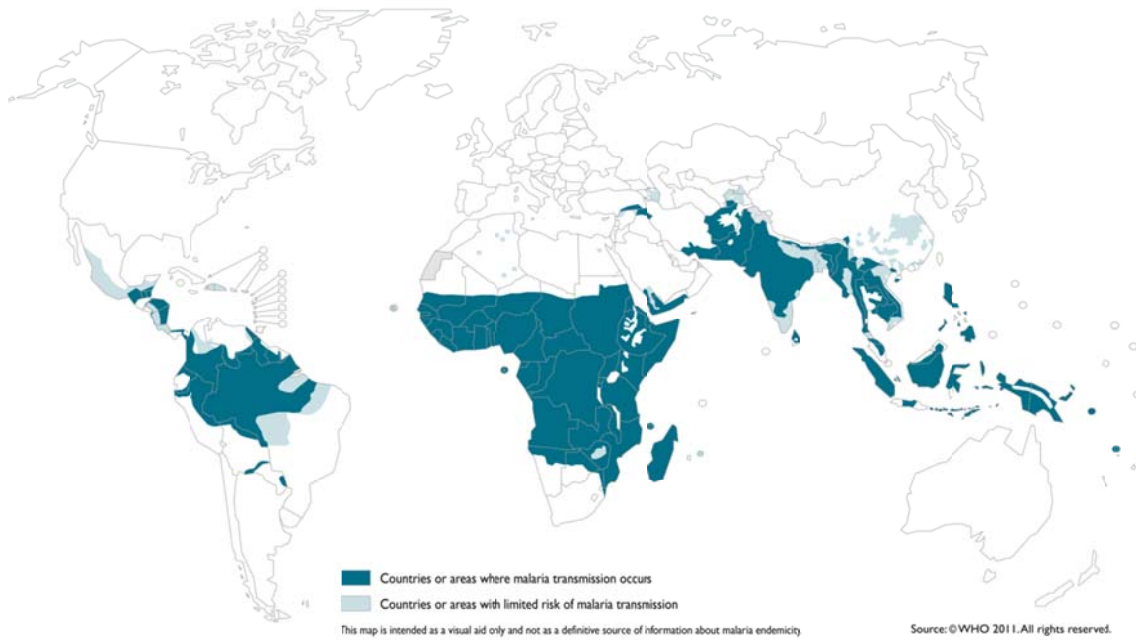 Countries or areas where malaria transmission occurs
Countries or areas with limited risk of malaria transmission
This map is intended as a visual aid only and not as a definitive source of information about malaria endemicity
Source: ©WHO 2011. All rights reserved.